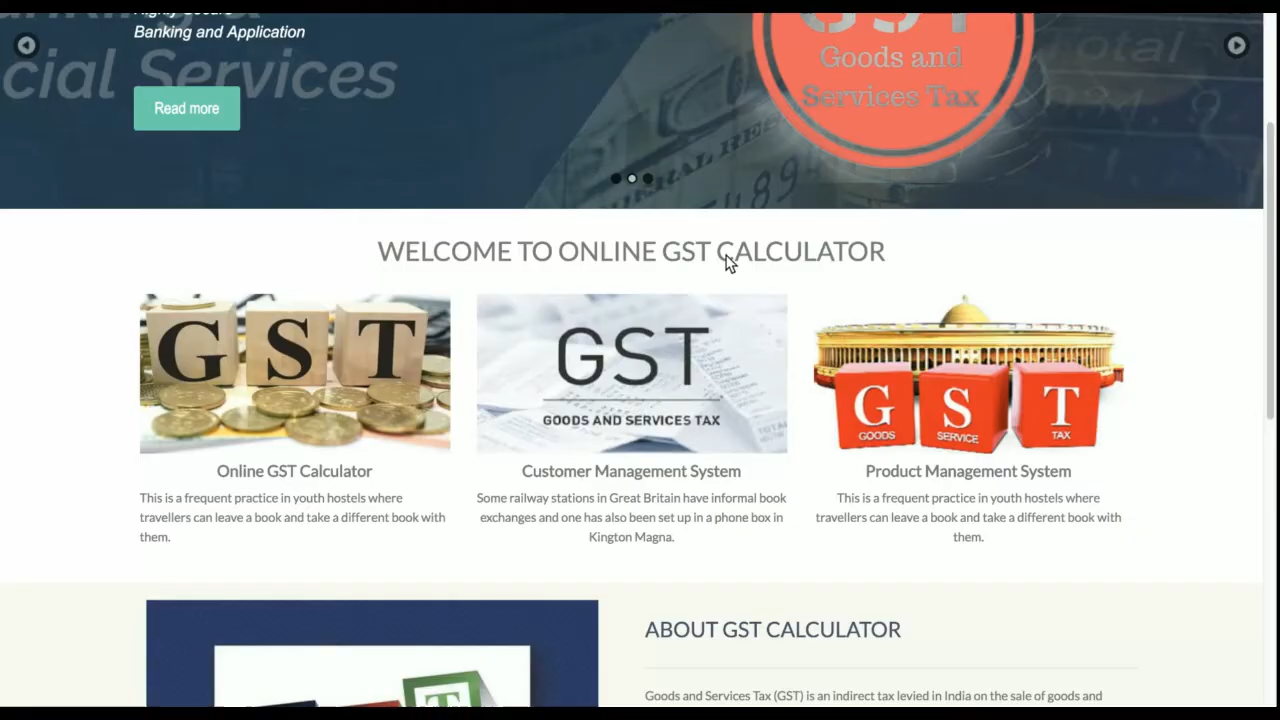 Banking and Application
cial Services
Read more
GST
Goods and
Services Tax
Total
WELCOME TO ONLINE GST CALCULATOR
G S T
GST
GOODS AND SERVICES TAX
G S T
GOODS SERVICE TAX
Online GST Calculator
Customer Management System
Product Management System
This is a frequent practice in youth hostels where
travellers can leave a book and take a different book with
them.
Some railway stations in Great Britain have informal book
exchanges and one has also been set up in a phone box in
Kington Magna.
This is a frequent practice in youth hostels where
travellers can leave a book and take a different book with
them.
T
ABOUT GST CALCULATOR
Goods and Services Tax (GST) is an indirect tax levied in India on the sale of goods and